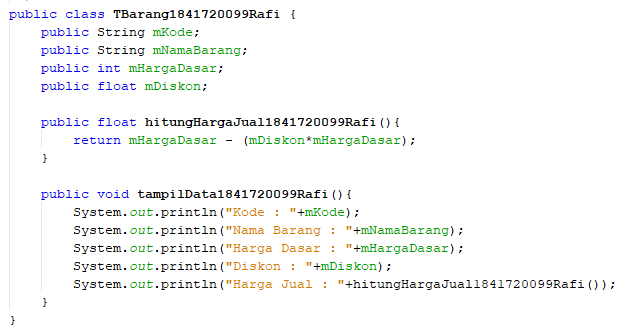 public class TBarang1841720099Rafi {
    public String mKode;
    public String mNamaBarang;
    public int mHargaDasar;
    public float mDiskon;
    public float hitungHargaJual1841720099Rafi(){
        return mHargaDasar - (mDiskon*mHargaDasar);
    }
    public void tampilData1841720099Rafi(){
        System.out.println("Kode : "+mKode);
        System.out.println("Nama Barang : "+mNamaBarang);
        System.out.println("Harga Dasar : "+mHargaDasar);
        System.out.println("Diskon : "+mDiskon);
        System.out.println("Harga Jual : "+hitungHargaJual1841720099Rafi());
    }
}